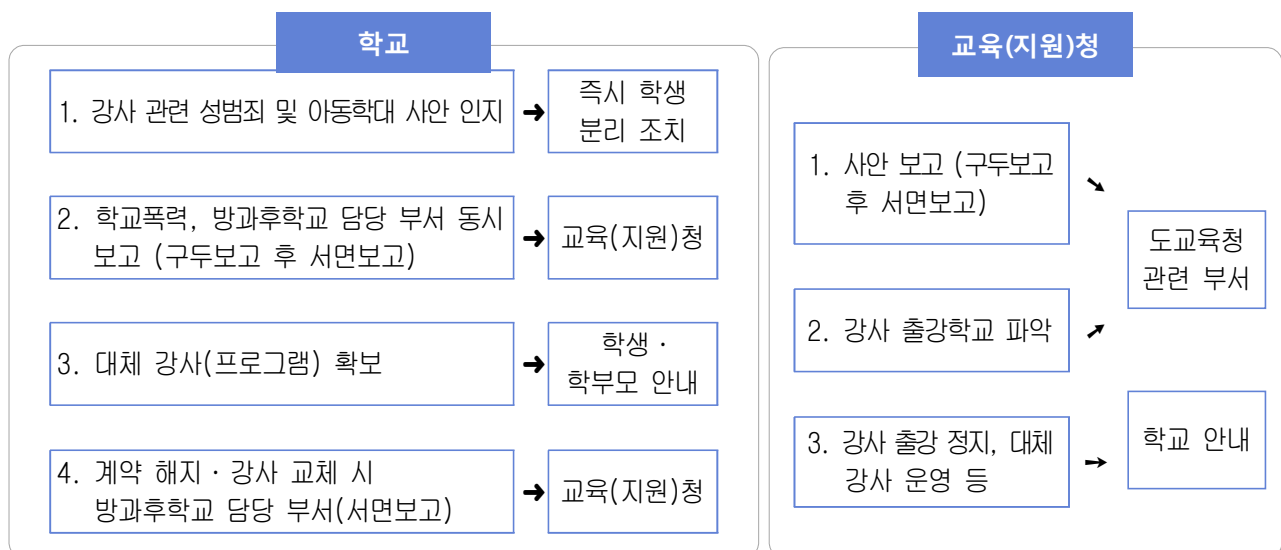 학교
1. 강사 관련 성범죄 및 아동학대 사안 인지
➜
즉시 학생
분리 조치
2. 학교폭력, 방과후학교 담당 부서 동시
보고 (구두보고 후 서면보고)
➜
교육(지원)청
3. 대체 강사(프로그램) 확보
➜
학생 ·
학부모 안내
4. 계약 해지 · 강사 교체 시
방과후학교 담당 부서(서면보고)
➜
교육(지원)청
교육(지원)청
1. 사안 보고 (구두보고
후 서면보고)
2. 강사 출강학교 파악
도교육청
관련 부서
3. 강사 출강 정지, 대체
강사 운영 등
학교 안내